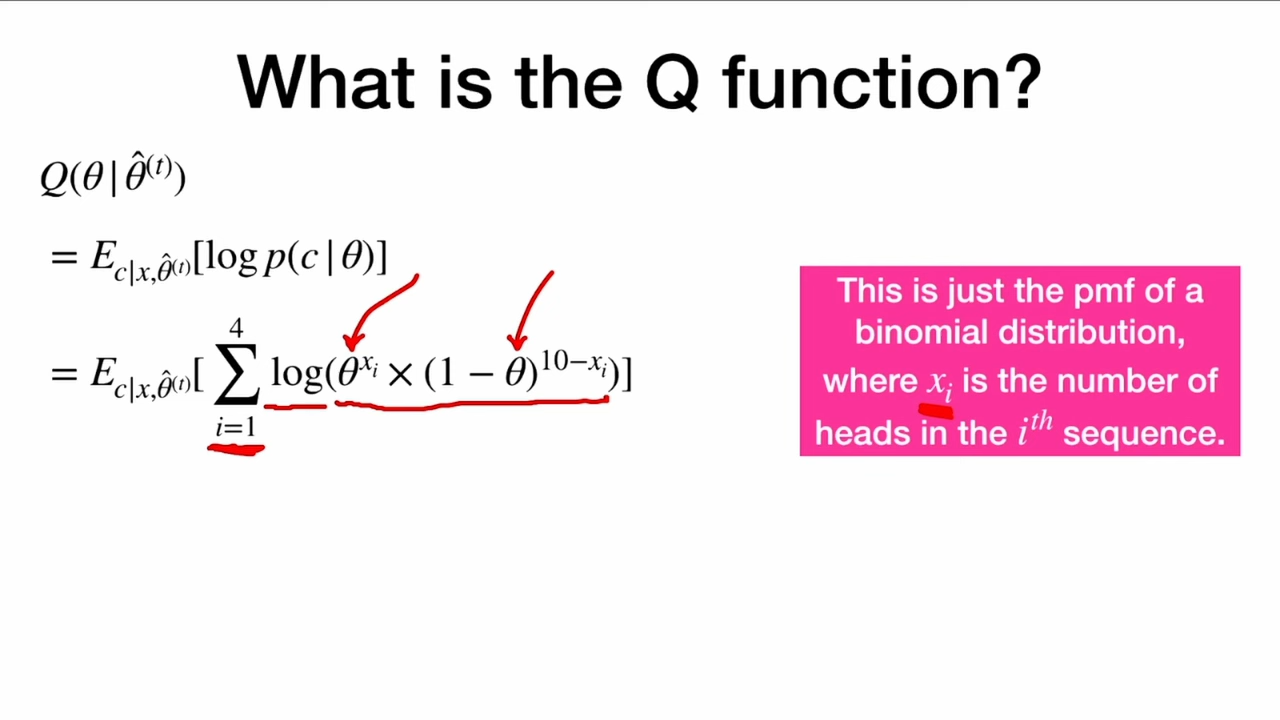 What is the Q function?
Q(θ | θ̂⁽ᵗ⁾)
= E_{c|x,θ̂⁽ᵗ⁾}[log p(c | θ)]
= E_{c|x,θ̂⁽ᵗ⁾}[ ∑_{i=1}^{4} log(θ^{x_i} × (1 − θ)^{10−x_i})]
This is just the pmf of a
binomial distribution,
where x_i is the number of
heads in the i^{th} sequence.